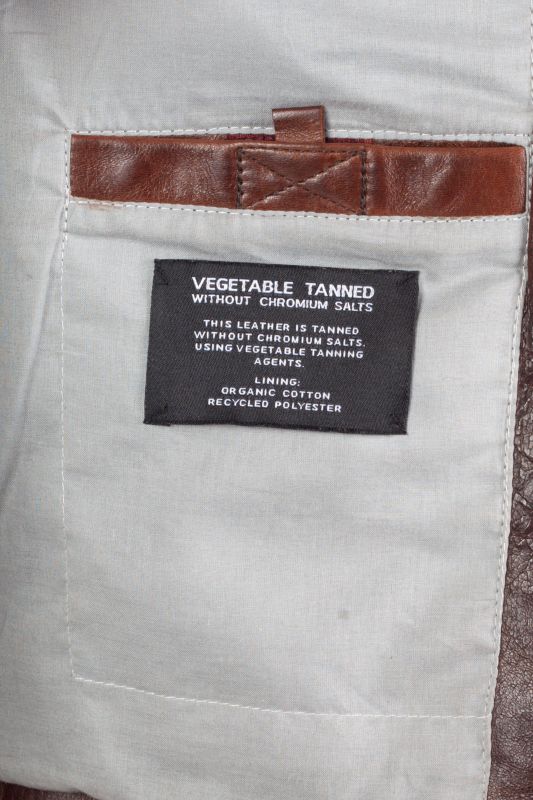 VEGETABLE TANNED
WITHOUT CHROMIUM SALTS
THIS LEATHER IS TANNED
WITHOUT CHROMIUM SALTS.
USING VEGETABLE TANNING
AGENTS.
LINING:
ORGANIC COTTON
RECYCLED POLYESTER